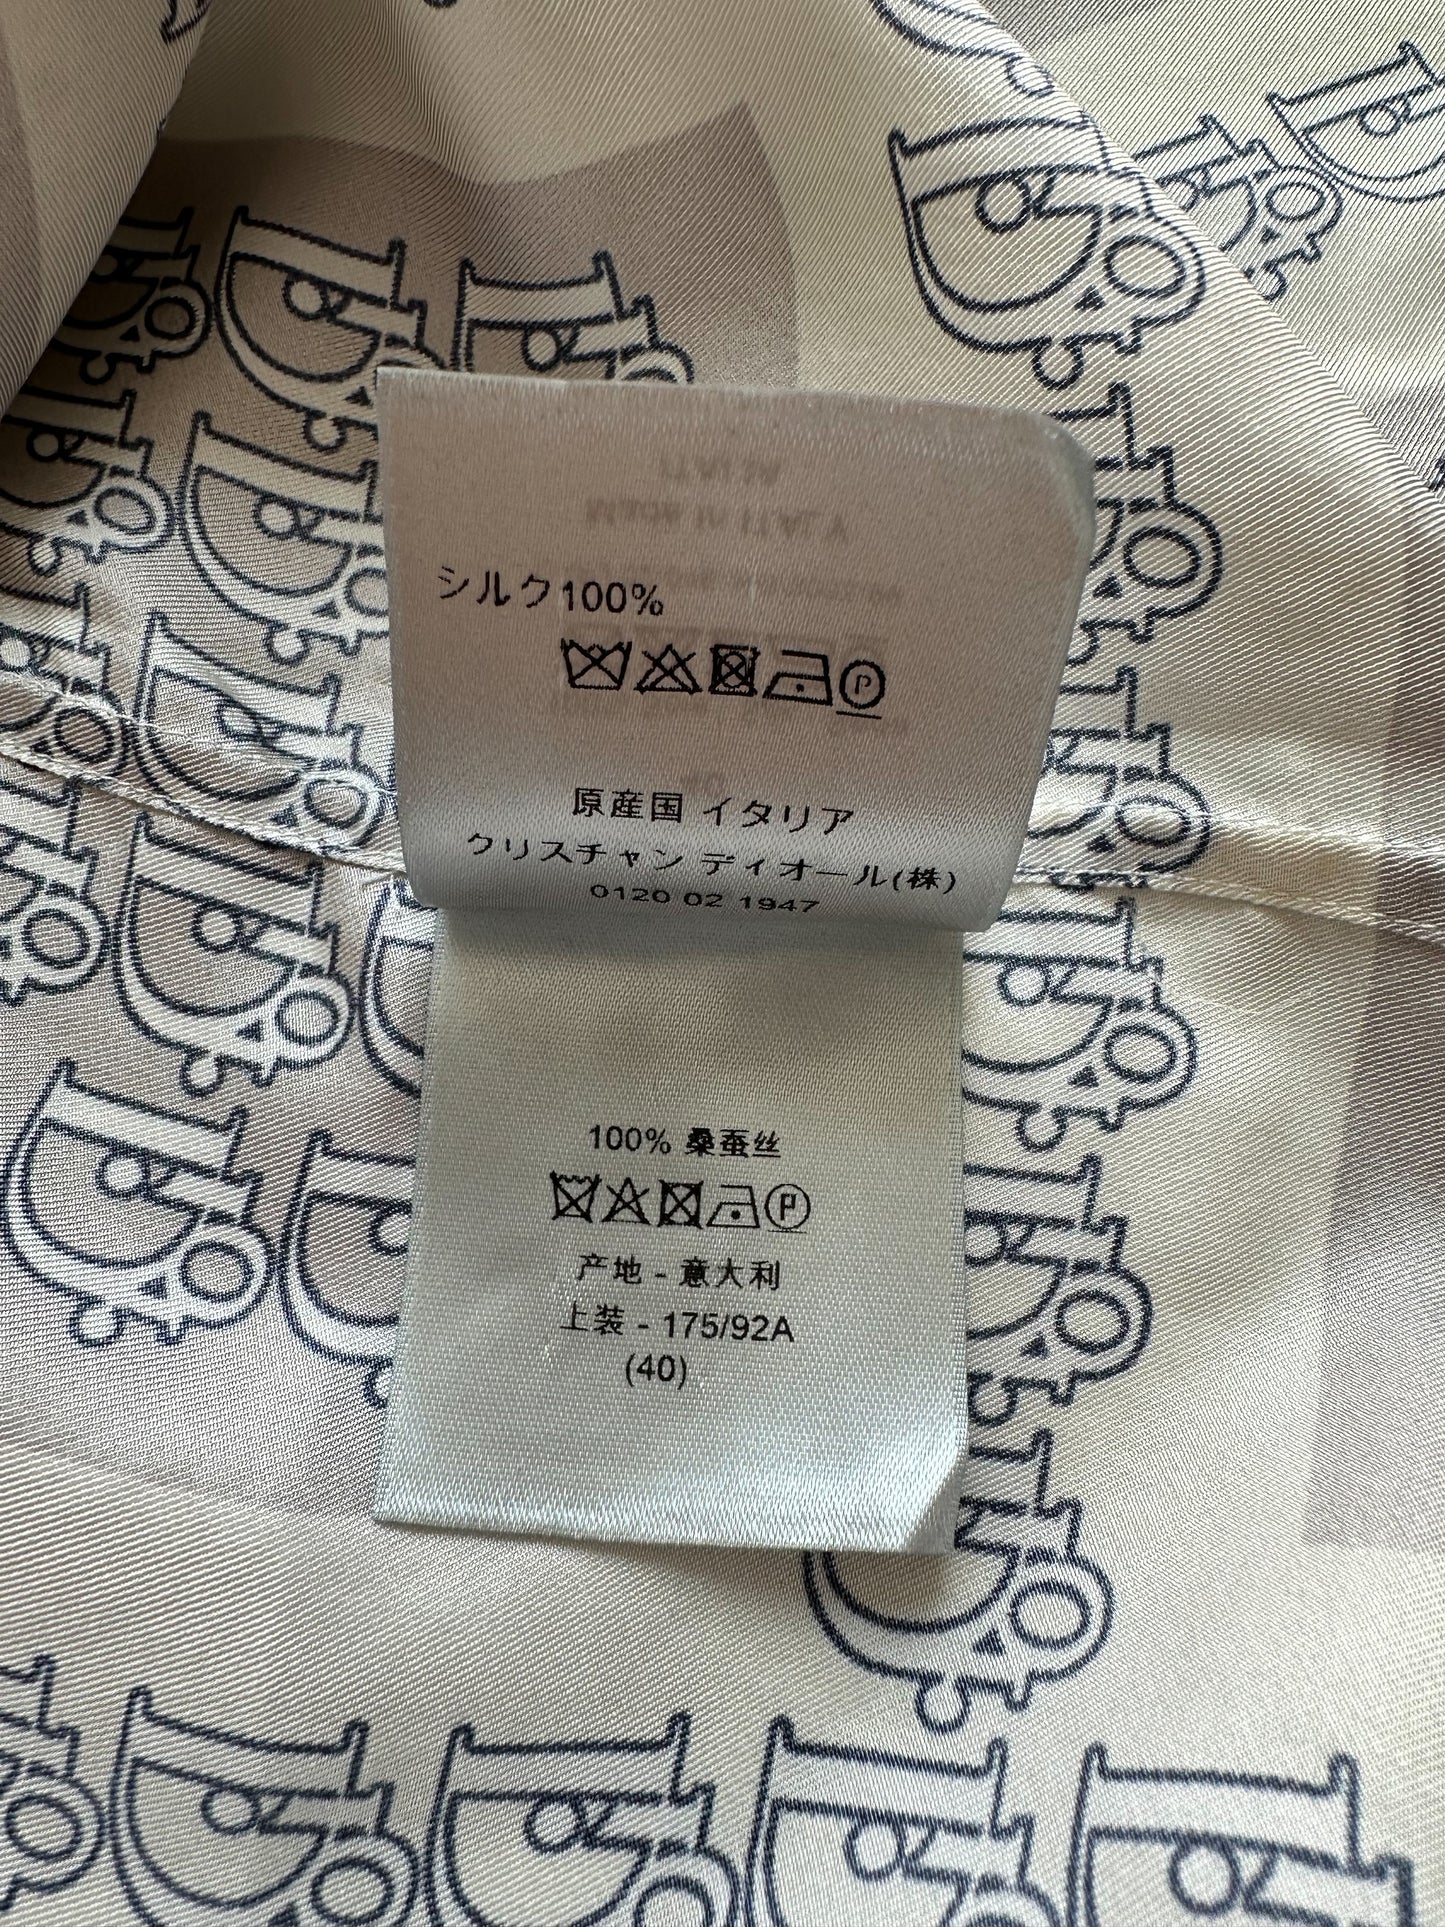 シルク100%
原産国 イタリア
クリスチャン ディオール(株)
0120 02 1947
100% 桑蚕丝
产地 - 意大利
上装 - 175/92A
(40)